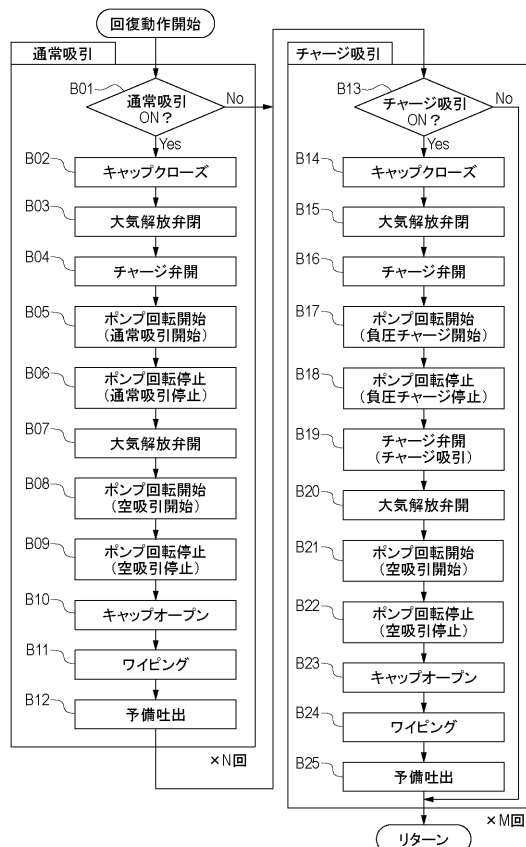 回復動作開始
通常吸引
B01
通常吸引
ON？
No
Yes
B02
キャップクローズ
B03
大気解放弁閉
B04
チャージ弁開
B05
ポンプ回転開始
(通常吸引開始)
B06
ポンプ回転停止
(通常吸引停止)
B07
大気解放弁開
B08
ポンプ回転開始
(空吸引開始)
B09
ポンプ回転停止
(空吸引停止)
B10
キャップオープン
B11
ワイピング
B12
予備吐出
×N回
チャージ吸引
B13
チャージ吸引
ON？
No
Yes
B14
キャップクローズ
B15
大気解放弁閉
B16
チャージ弁開
B17
ポンプ回転開始
(負圧チャージ開始)
B18
ポンプ回転停止
(負圧チャージ停止)
B19
チャージ弁開
(チャージ吸引)
B20
大気解放弁開
B21
ポンプ回転開始
(空吸引開始)
B22
ポンプ回転停止
(空吸引停止)
B23
キャップオープン
B24
ワイピング
B25
予備吐出
×M回
リターン